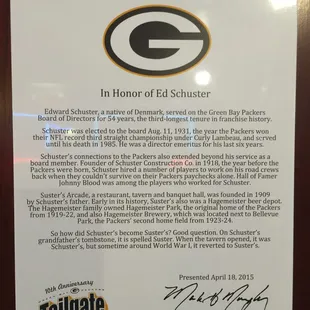 G
In Honor of Ed Schuster
Edward Schuster, a native of Denmark, served on the Green Bay Packers
Board of Directors for 54 years, the third-longest tenure in franchise history.
Schuster was elected to the board Aug. 11, 1931, the year the Packers won
their NFL record third straight championship under Curly Lambeau, and served
until his death in 1985. He was a director emeritus for his last six years.
Schuster's connections to the Packers also extended beyond his service as a
board member. Founder of Schuster Construction Co. in 1918, the year before the
Packers were born, Schuster hired a number of players to work on his road crews
back when they couldn't survive on their Packers paychecks alone. Hall of Famer
Johnny Blood was among the players who worked for Schuster.
Suster's Arcade, a restaurant, tavern and banquet hall, was founded in 1909
by Schuster's father. Early in its history, Suster's also was a Hagemeister beer depot.
The Hagemeister family owned Hagemeister Park, the original home of the Packers
from 1919-22, and also Hagemeister Brewery, which was located next to Bellevue
Park, the Packers' second home field from 1923-24.
So how did Schuster's become Suster's? Good question. On Schuster's
grandfather's tombstone, it is spelled Suster. When the tavern opened, it was
Suster's, but sometime around World War I, it reverted to Suster's.
Presented April 18, 2015
10th Anniversary
Tailgate